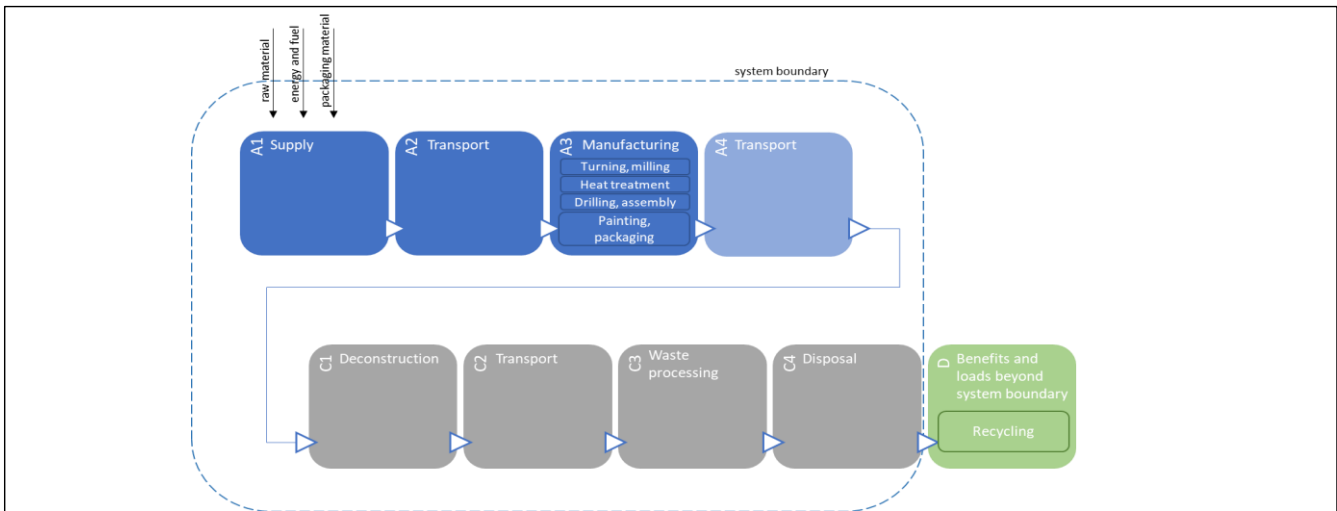 raw material
energy and fuel
packaging material
system boundary
A1 Supply
A2 Transport
A3 Manufacturing
Turning, milling
Heat treatment
Drilling, assembly
Painting,
packaging
A4 Transport
C1 Deconstruction
C2 Transport
C3 Waste
processing
C4 Disposal
D Benefits and
loads beyond
system boundary
Recycling